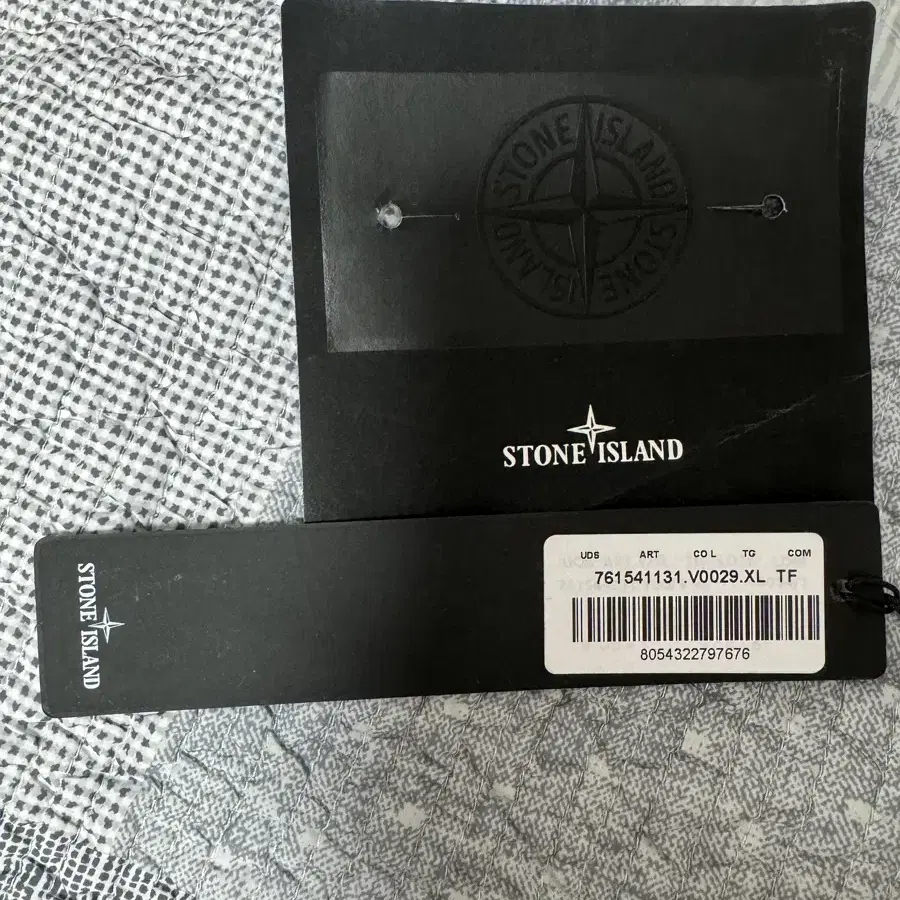 STONE ISLAND
STONE ISLAND
STONE ISLAND
UDS ART COL TG COM
761541131.V0029.XL TF
8054322797676
STONE ISLAND